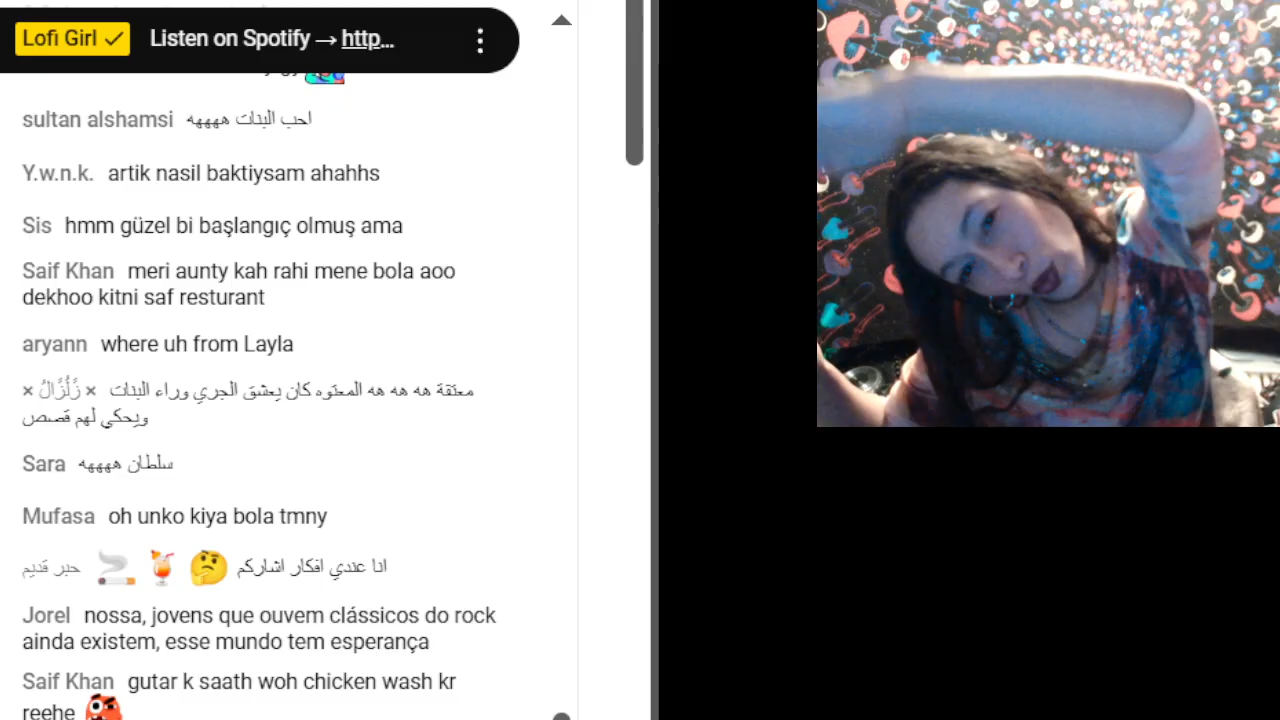 Lofi Girl ✓ Listen on Spotify → http...
sultan alshamsi احب البنات ههههه
Y.w.n.k. artik nasil baktiysam ahahhs
Sis hmm güzel bi başlangıç olmuş ama
Saif Khan meri aunty kah rahi mene bola aoo
dekhoo kitni saf resturant
aryann where uh from Layla
× زَلْزَالُ × معتقة هه هه هه المعتوه كان يعشق الجري وراء البنات
ويحكي لهم قصص
Sara سلطان ههههه
Mufasa oh unko kiya bola tmny
حبر قديم 🚬 🍹 🤔 انا عندي افكار اشاركم
Jorel nossa, jovens que ouvem clássicos do rock
ainda existem, esse mundo tem esperança
Saif Khan gutar k saath woh chicken wash kr
reehe